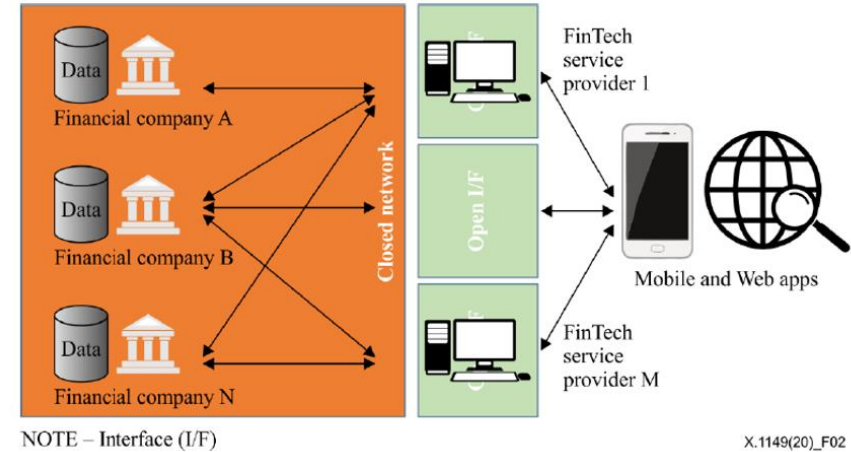 Data
Financial company A
Data
Financial company B
Data
Financial company N
Closed network
Open I/F
FinTech
service
provider 1
Mobile and Web apps
FinTech
service
provider M
NOTE – Interface (I/F)
X.1149(20)_F02